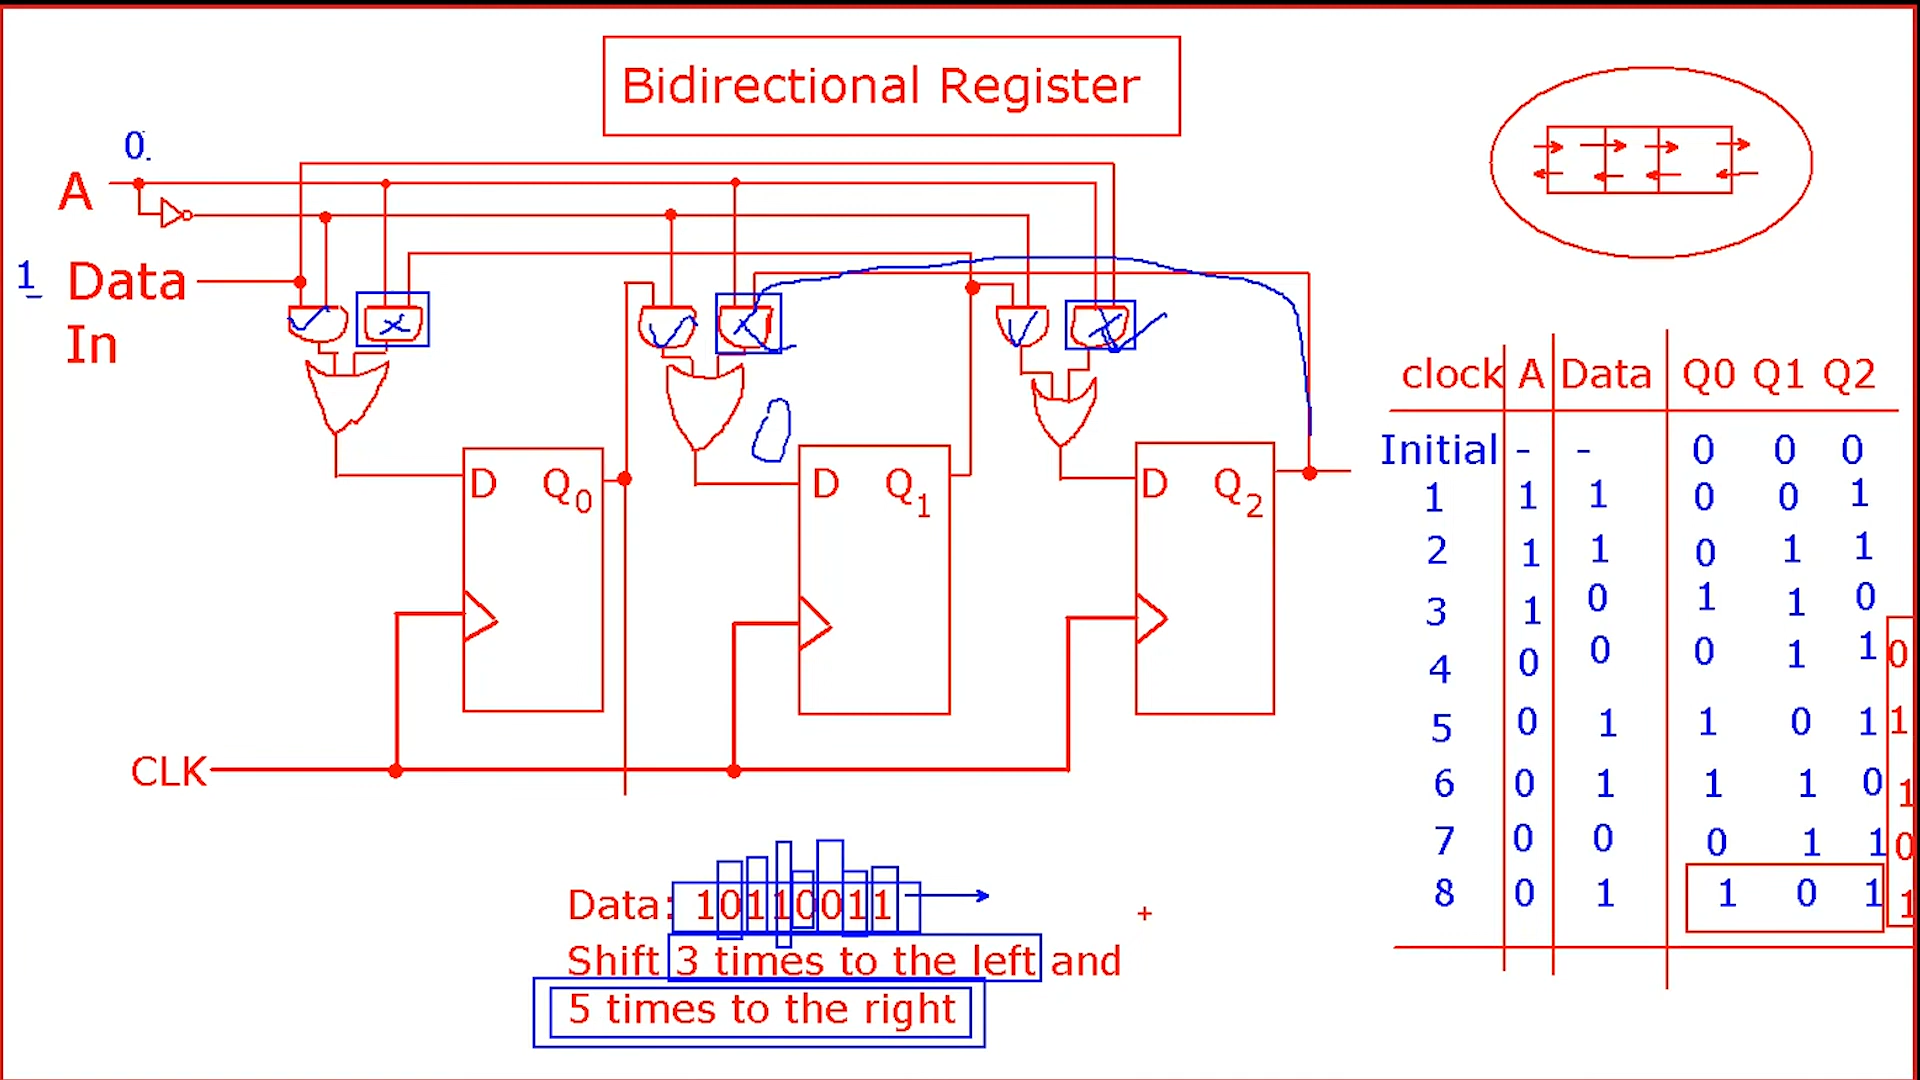 Bidirectional Register
0.
A
1 Data
In
D Q0
D Q1
D Q2
0
CLK
Data: 10110011
Shift 3 times to the left and
5 times to the right
clock A Data Q0 Q1 Q2
Initial - - 0 0 0
1 1 1 0 0 1
2 1 1 0 1 1
3 1 0 1 1 0
4 0 0 0 1 1 0
5 0 1 1 0 1 1
6 0 1 1 1 0 1
7 0 0 0 1 1 0
8 0 1 1 0 1 1